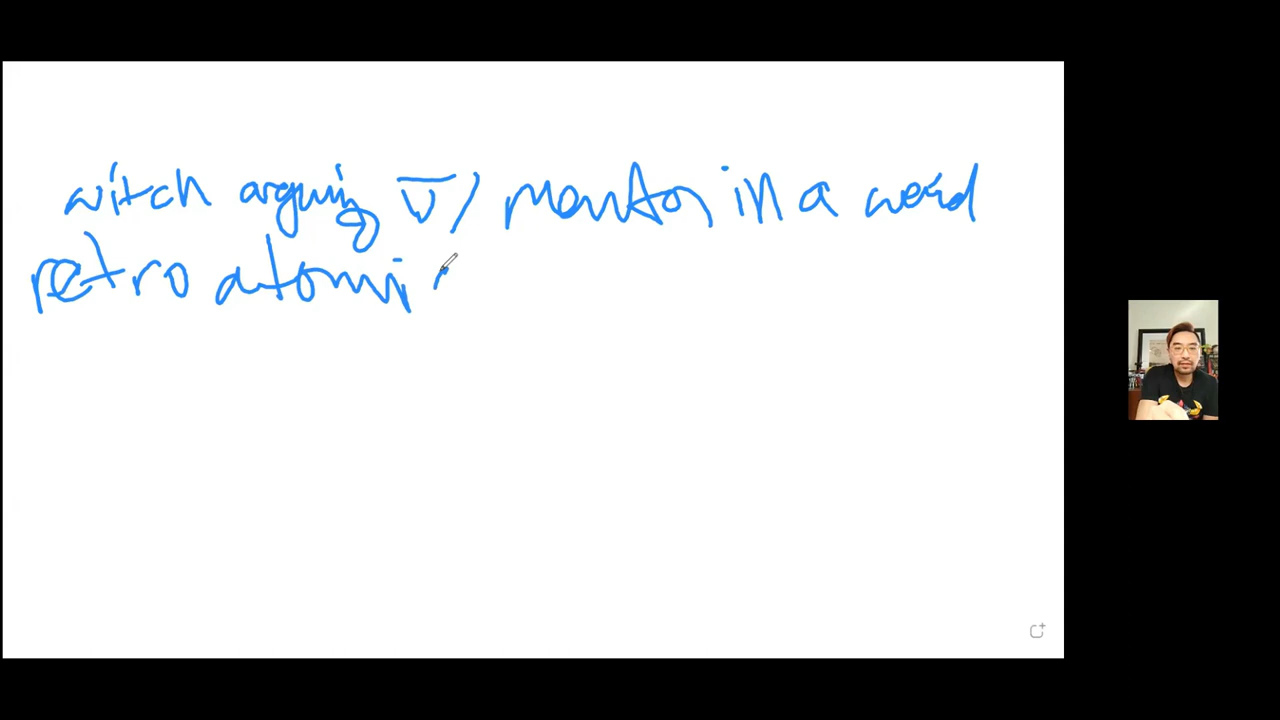 witch arguing w/ mentor in a weird
retro atomi